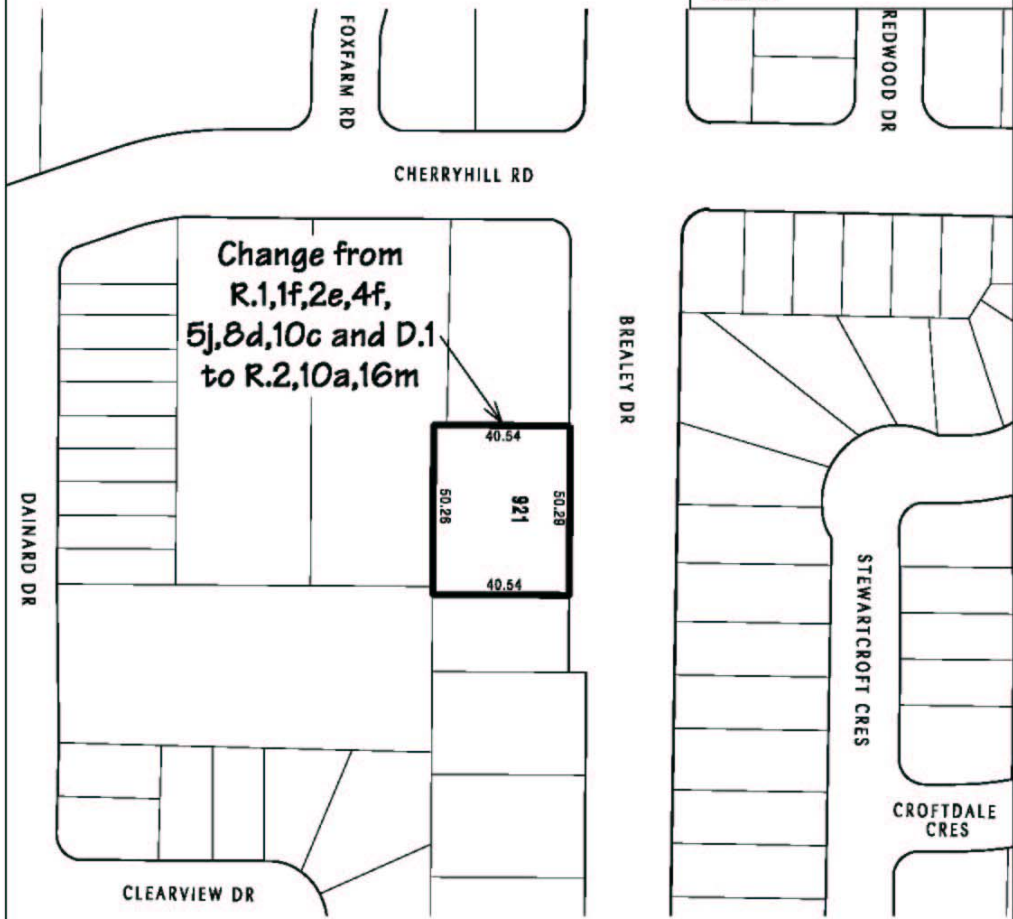 FOXFARM RD
REDWOOD DR
CHERRYHILL RD
Change from
R.1,1f,2e,4f,
5j,8d,10c and D.1
to R.2,10a,16m
BREALEY DR
40.54
50.26
921
50.29
40.54
DAINARD DR
STEWARTCROFT CRES
CROFTDALE
CRES
CLEARVIEW DR